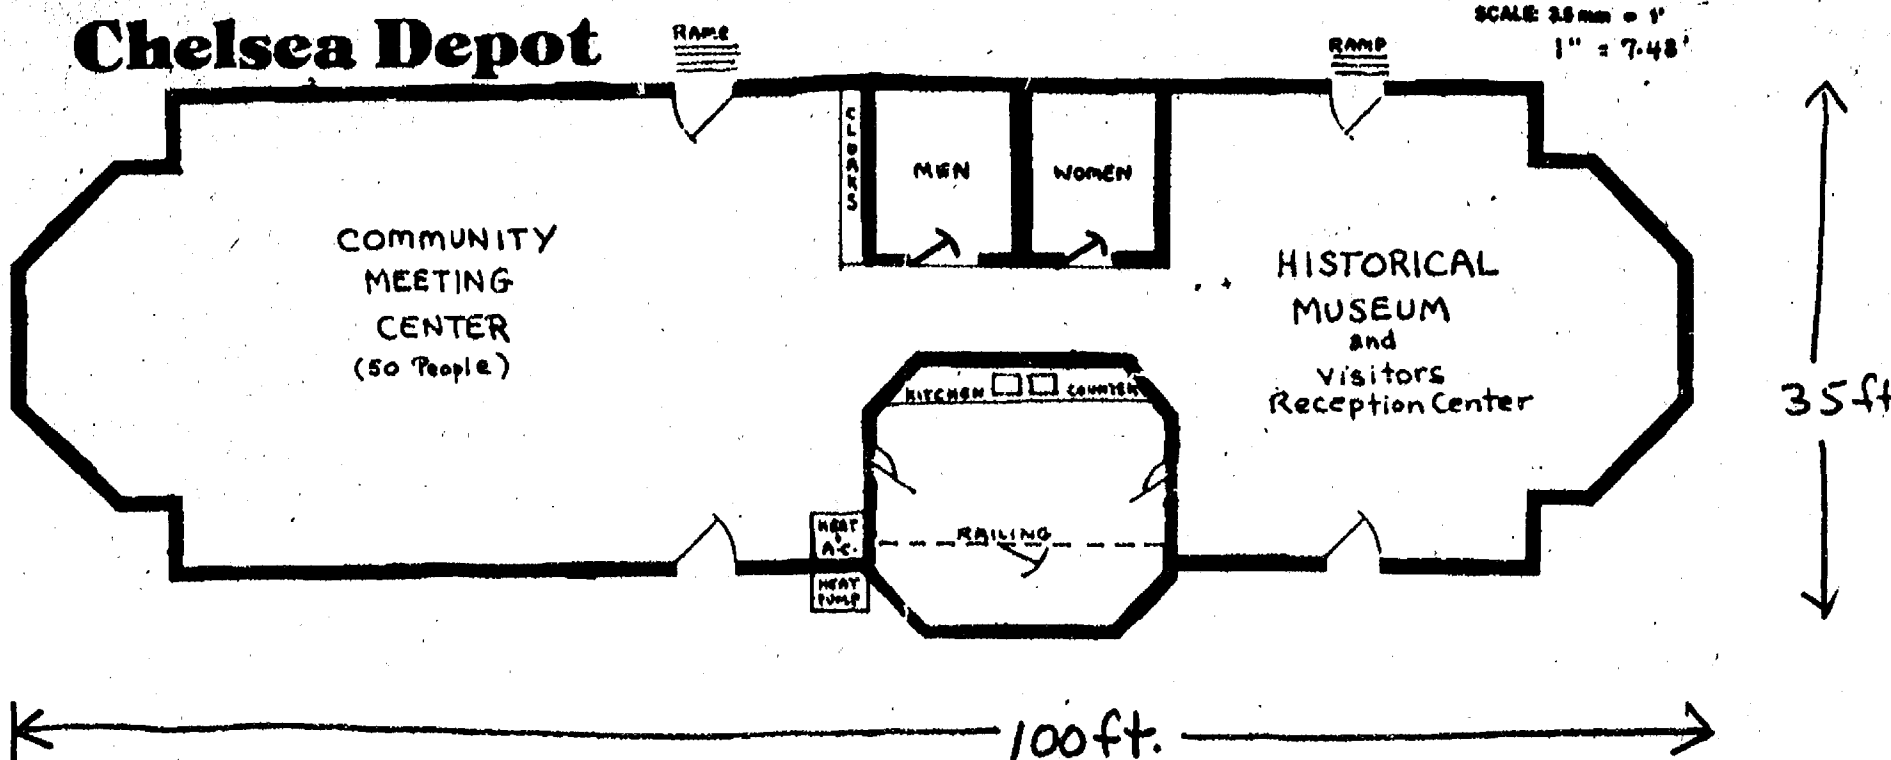 Chelsea Depot
RAMP
RAMP
SCALE: 3.5 mm = 1'
1" = 7.48'
CLOAKS
MEN
WOMEN
COMMUNITY
MEETING
CENTER
(50 People)
HISTORICAL
MUSEUM
and
Visitors
Reception Center
KITCHEN
COUNTER
35 ft
RAILING
HEAT
A.C.
HEAT
PUMP
100 ft.